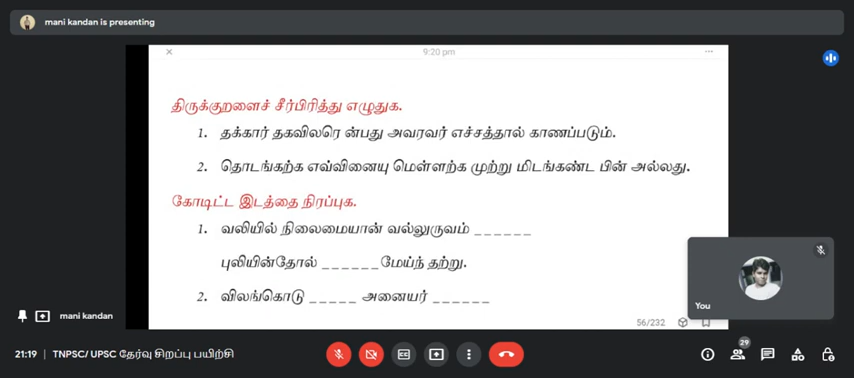 mani kandan is presenting
9:20 pm
திருக்குறளைச் சீர்பிரித்து எழுதுக.
1. தக்கார் தகவிலரெ ன்பது அவரவர் எச்சத்தால் காணப்படும்.
2. தொடங்கற்க எவ்வினையு மெள்ளற்க முற்று மிடங்கண்ட பின் அல்லது.
கோடிட்ட இடத்தை நிரப்புக.
1. வலியில் நிலைமையான் வல்லுருவம் ______
புலியின்தோல் ______மேய்ந் தற்று.
2. விலங்கொடு _____ அனையர் ______
You
mani kandan
56/232
21:19 | TNPSC/ UPSC தேர்வு சிறப்பு பயிற்சி
29